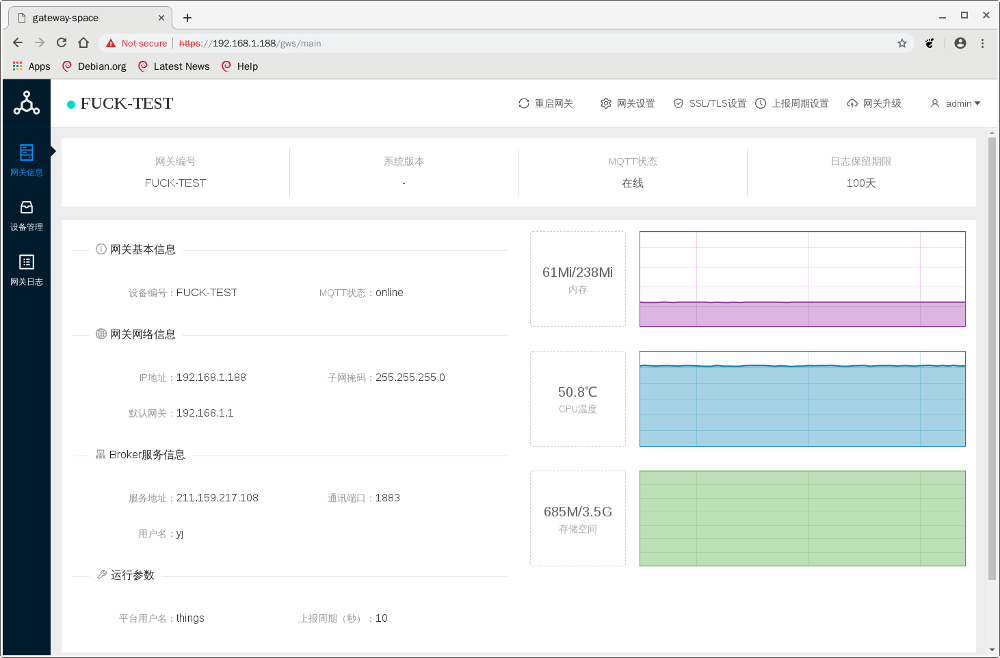 gateway-space
Not secure
https://192.168.1.188/gws/main
Apps Debian.org Latest News Help
FUCK-TEST
重启网关 网关设置 SSL/TLS设置 上报周期设置 网关升级 admin
网关信息
设备管理
网关日志
网关编号 系统版本 MQTT状态 日志保留期限
FUCK-TEST - 在线 100天
网关基本信息
设备编号：FUCK-TEST MQTT状态：online
网关网络信息
IP地址：192.168.1.188 子网掩码：255.255.255.0
默认网关：192.168.1.1
Broker服务信息
服务地址：211.159.217.108 通讯端口：1883
用户名：yj
运行参数
平台用户名：things 上报周期（秒）：10
61Mi/238Mi
内存
50.8℃
CPU温度
685M/3.5G
存储空间